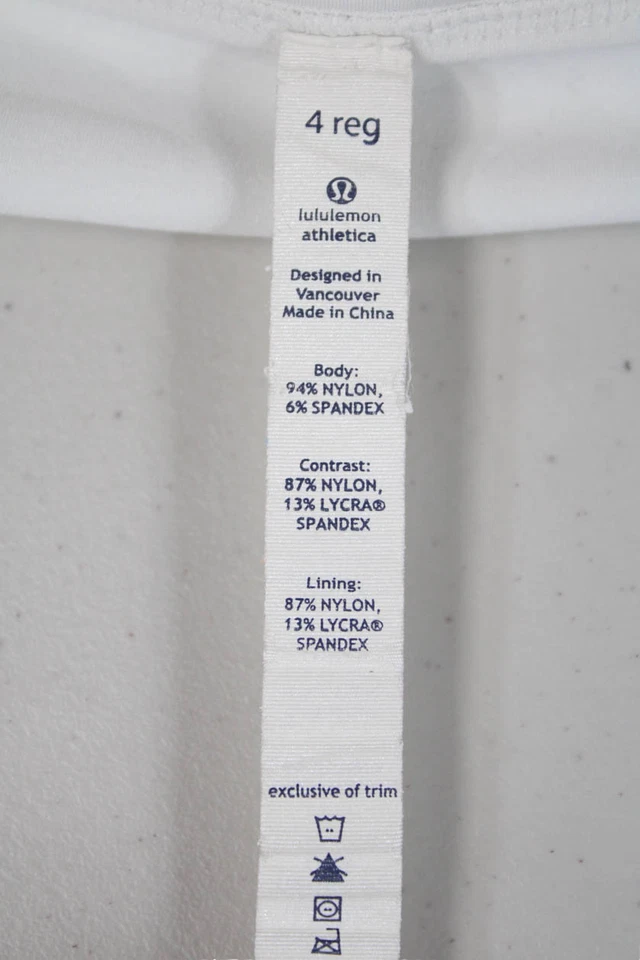 4 reg
lululemon
athletica
Designed in
Vancouver
Made in China
Body:
94% NYLON,
6% SPANDEX
Contrast:
87% NYLON,
13% LYCRA®
SPANDEX
Lining:
87% NYLON,
13% LYCRA®
SPANDEX
exclusive of trim